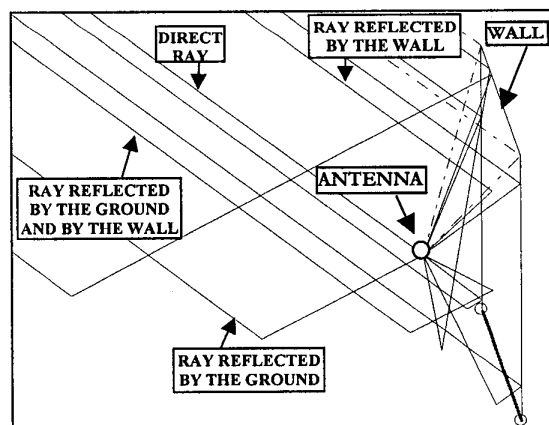 DIRECT
RAY
RAY REFLECTED
BY THE WALL
WALL
RAY REFLECTED
BY THE GROUND
AND BY THE WALL
ANTENNA
RAY REFLECTED
BY THE GROUND